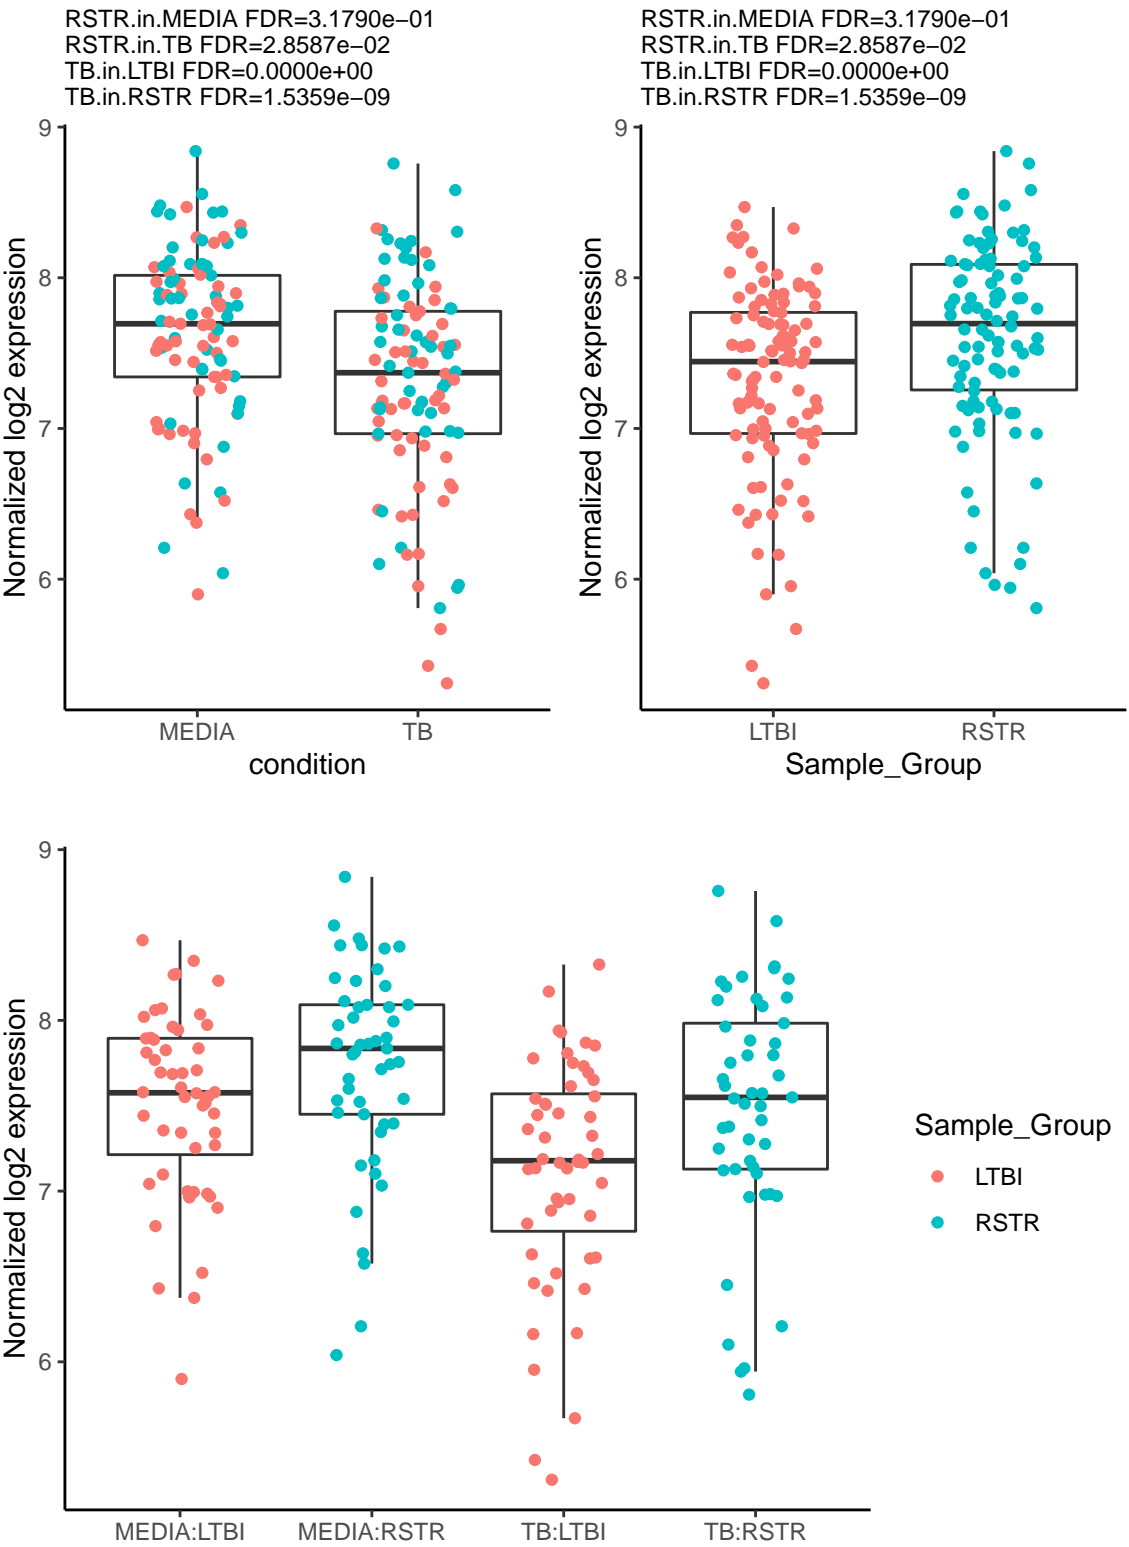 RSTR.in.MEDIA FDR=3.1790e−01
RSTR.in.TB FDR=2.8587e−02
TB.in.LTBI FDR=0.0000e+00
TB.in.RSTR FDR=1.5359e−09
9
8
7
6
Normalized log2 expression
MEDIA TB
condition
RSTR.in.MEDIA FDR=3.1790e−01
RSTR.in.TB FDR=2.8587e−02
TB.in.LTBI FDR=0.0000e+00
TB.in.RSTR FDR=1.5359e−09
9
8
7
6
Normalized log2 expression
LTBI RSTR
Sample_Group
9
8
7
6
Normalized log2 expression
MEDIA:LTBI MEDIA:RSTR TB:LTBI TB:RSTR
Sample_Group
LTBI
RSTR